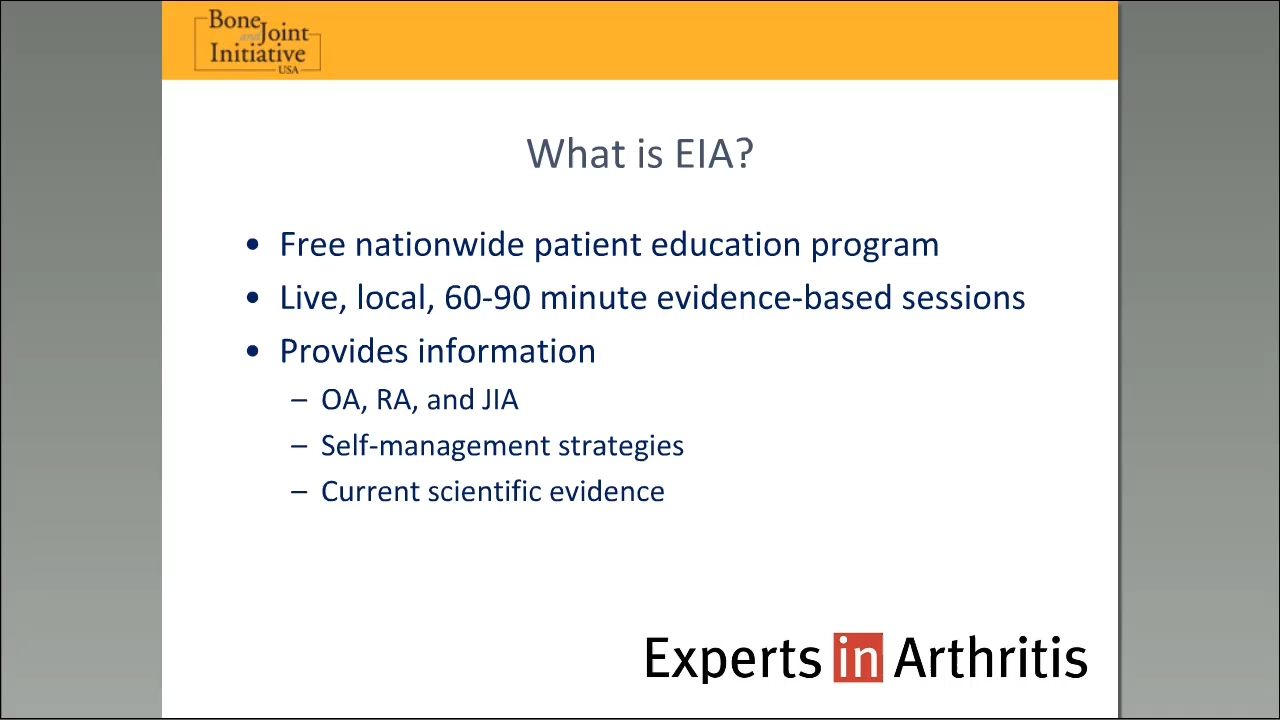 Bone
and Joint
Initiative
USA
What is EIA?
• Free nationwide patient education program
• Live, local, 60-90 minute evidence-based sessions
• Provides information
– OA, RA, and JIA
– Self-management strategies
– Current scientific evidence
Experts in Arthritis